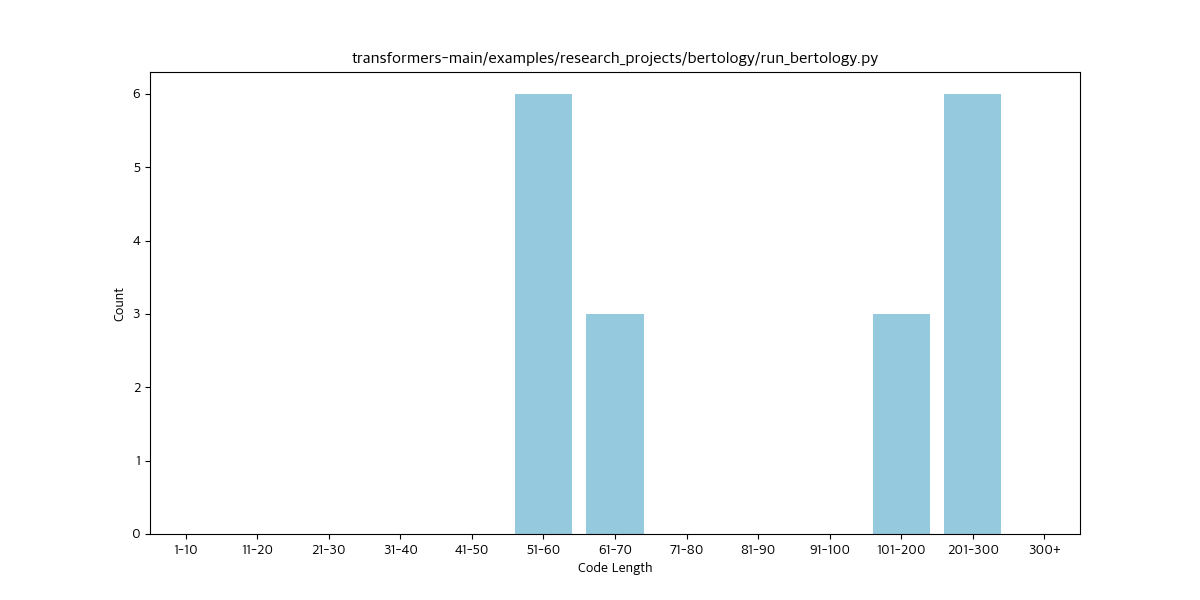 transformers-main/examples/research_projects/bertology/run_bertology.py
6
5
4
3
2
1
0
Count
1-10 11-20 21-30 31-40 41-50 51-60 61-70 71-80 81-90 91-100 101-200 201-300 300+
Code Length